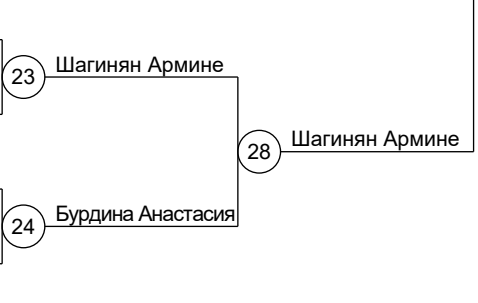 23 Шагинян Армине
28 Шагинян Армине
24 Бурдина Анастасия